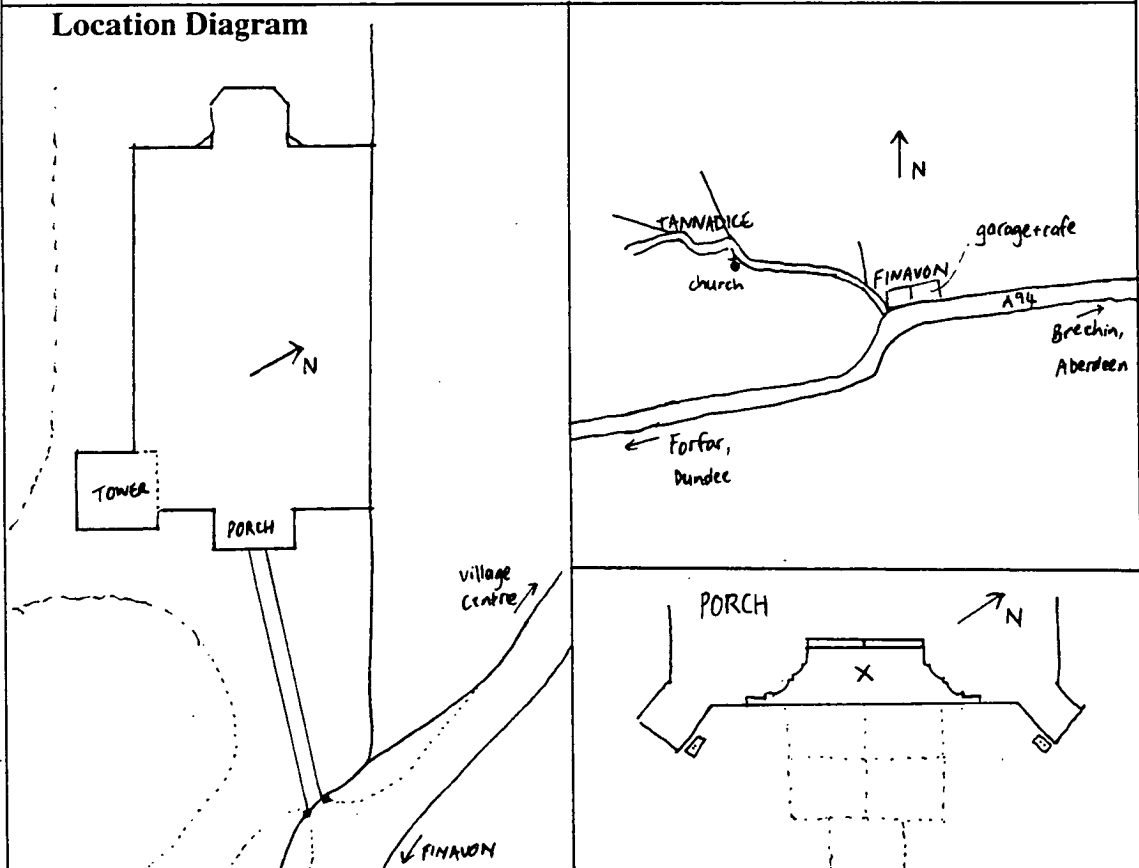 Location Diagram
N
TOWER
PORCH
village
centre
FINAVON
N
TANNADICE
church
garage+cafe
FINAVON
A94
Brechin,
Aberdeen
Forfar,
Dundee
PORCH
N
X